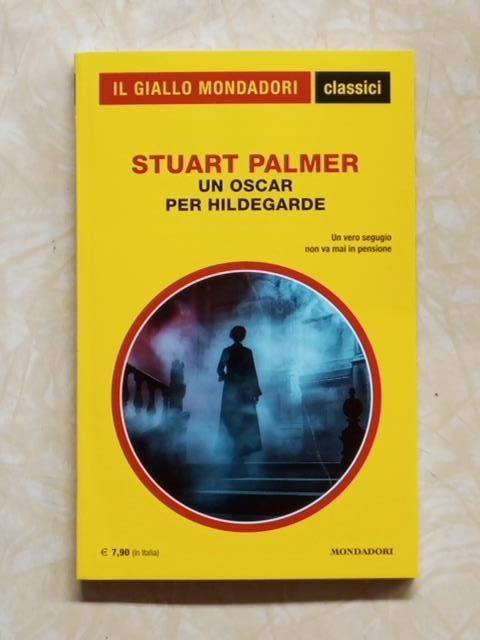 IL GIALLO MONDADORI classici
STUART PALMER
UN OSCAR
PER HILDEGARDE
Un vero segugio
non va mai in pensione
€ 7,90 (in Italia)
MONDADORI